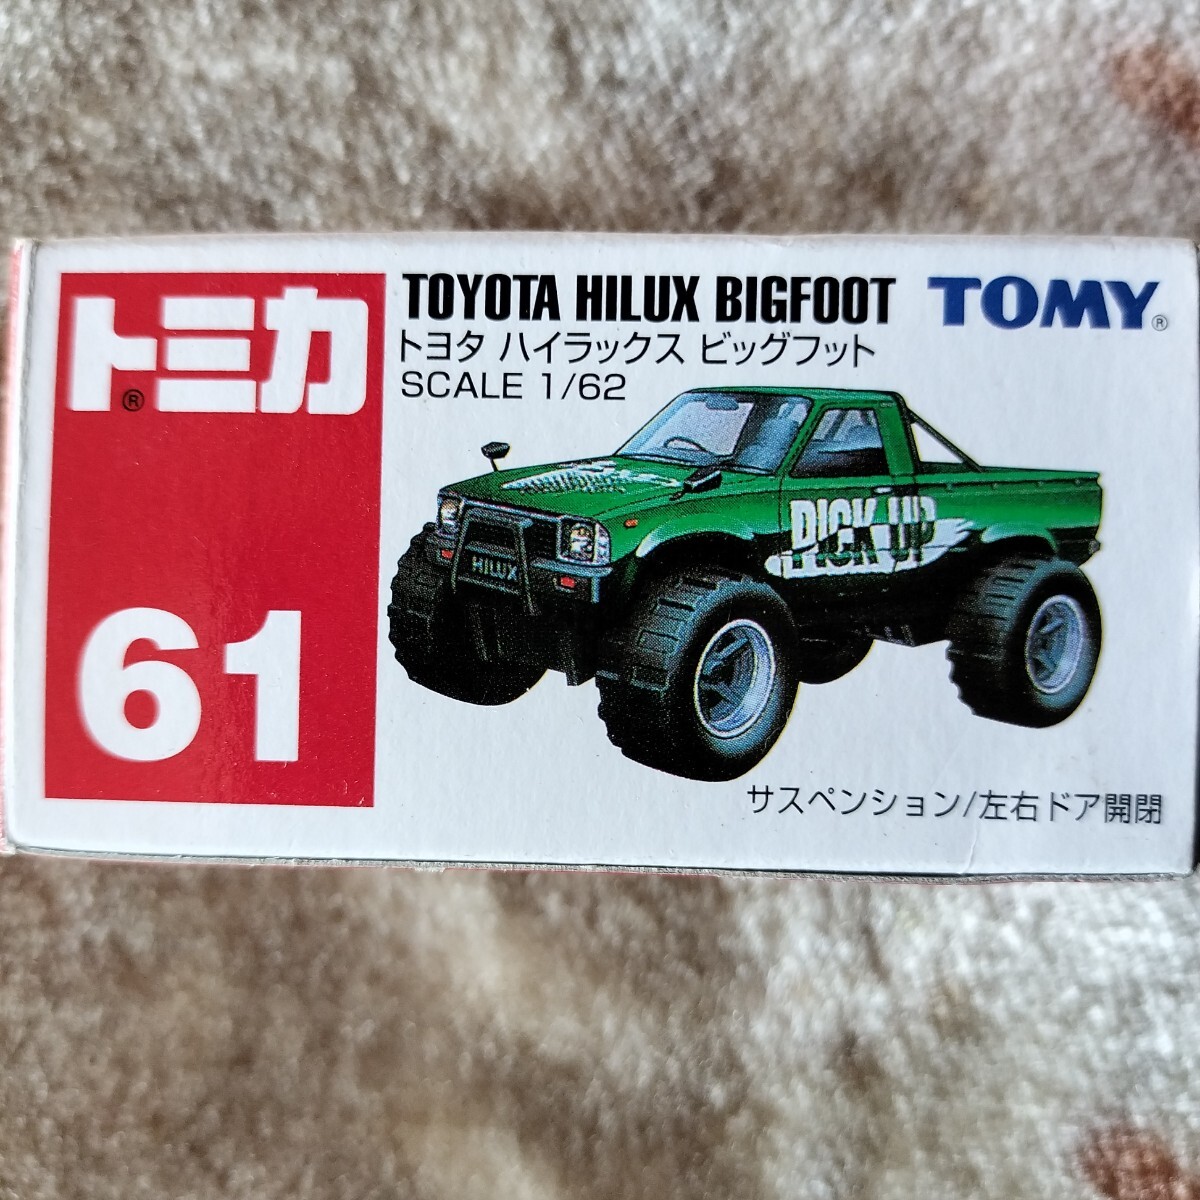 トミカ®
61
TOYOTA HILUX BIGFOOT
TOMY®
トヨタ ハイラックス ビッグフット
SCALE 1/62
HILUX
PICK UP
サスペンション/左右ドア開閉